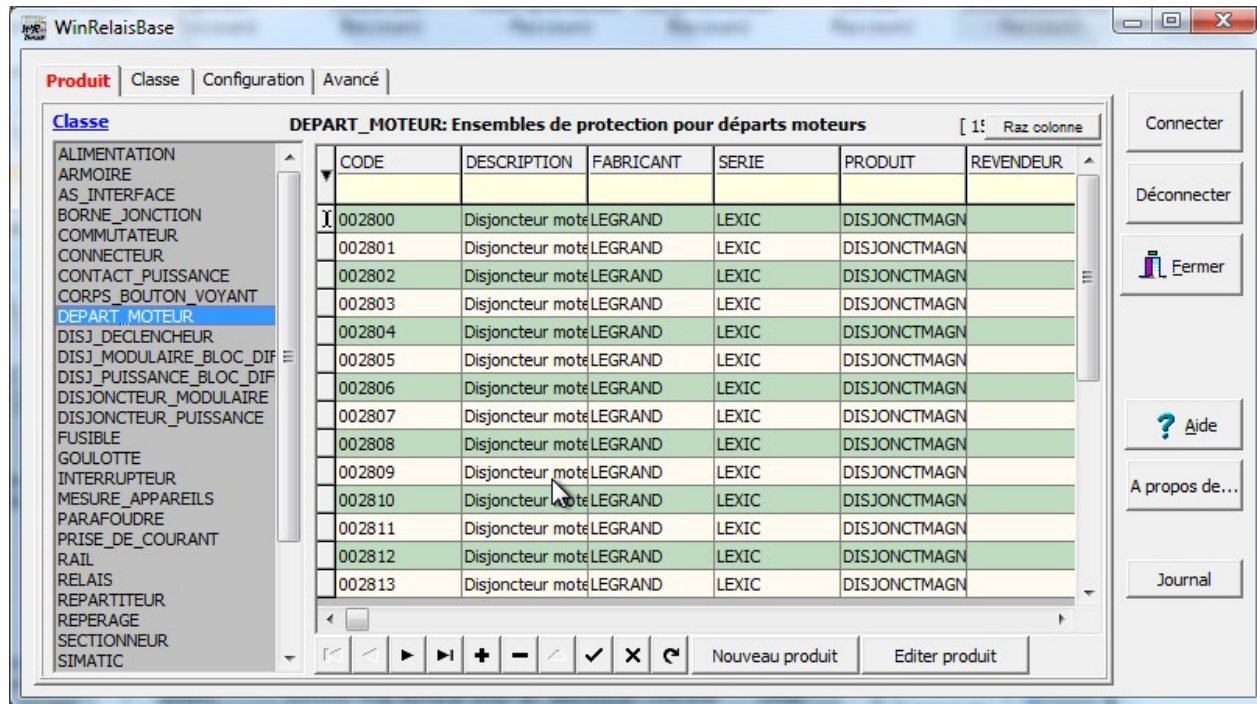 WinRelaisBase
Produit Classe Configuration Avancé
Classe
DEPART_MOTEUR: Ensembles de protection pour départs moteurs [ 15 Raz colonne
ALIMENTATION
ARMOIRE
AS_INTERFACE
BORNE_JONCTION
COMMUTATEUR
CONNECTEUR
CONTACT_PUISSANCE
CORPS_BOUTON_VOYANT
DEPART_MOTEUR
DISJ_DECLENCHEUR
DISJ_MODULAIRE_BLOC_DIF
DISJ_PUISSANCE_BLOC_DIF
DISJONCTEUR_MODULAIRE
DISJONCTEUR_PUISSANCE
FUSIBLE
GOULOTTE
INTERRUPTEUR
MESURE_APPAREILS
PARAFOUDRE
PRISE_DE_COURANT
RAIL
RELAIS
REPARTITEUR
REPERAGE
SECTIONNEUR
SIMATIC
CODE DESCRIPTION FABRICANT SERIE PRODUIT REVENDEUR
002800 Disjoncteur mote LEGRAND LEXIC DISJONCTMAGN
002801 Disjoncteur mote LEGRAND LEXIC DISJONCTMAGN
002802 Disjoncteur mote LEGRAND LEXIC DISJONCTMAGN
002803 Disjoncteur mote LEGRAND LEXIC DISJONCTMAGN
002804 Disjoncteur mote LEGRAND LEXIC DISJONCTMAGN
002805 Disjoncteur mote LEGRAND LEXIC DISJONCTMAGN
002806 Disjoncteur mote LEGRAND LEXIC DISJONCTMAGN
002807 Disjoncteur mote LEGRAND LEXIC DISJONCTMAGN
002808 Disjoncteur mote LEGRAND LEXIC DISJONCTMAGN
002809 Disjoncteur mote LEGRAND LEXIC DISJONCTMAGN
002810 Disjoncteur mote LEGRAND LEXIC DISJONCTMAGN
002811 Disjoncteur mote LEGRAND LEXIC DISJONCTMAGN
002812 Disjoncteur mote LEGRAND LEXIC DISJONCTMAGN
002813 Disjoncteur mote LEGRAND LEXIC DISJONCTMAGN
Nouveau produit Editer produit
Connecter
Déconnecter
Fermer
Aide
A propos de...
Journal